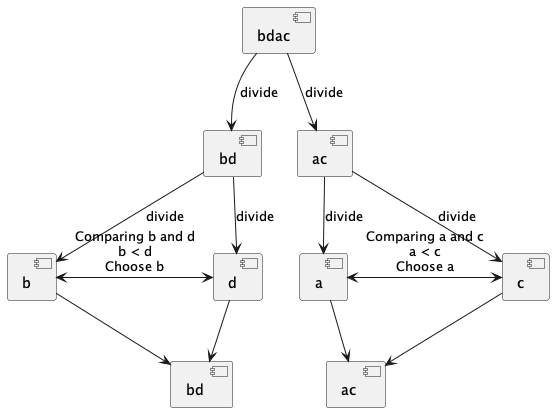 bdac
divide
divide
bd
ac
divide
divide
divide
divide
Comparing b and d
b < d
Choose b
Comparing a and c
a < c
Choose a
b
d
a
c
bd
ac